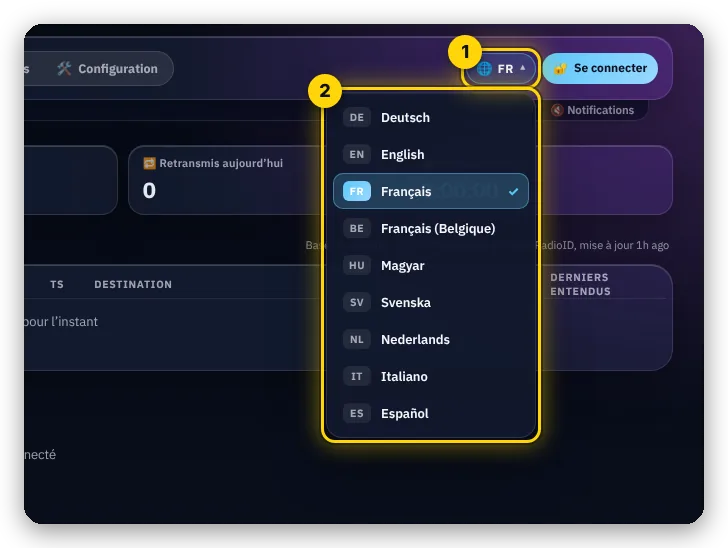 1
s
Configuration
FR
Se connecter
2
Notifications
DE Deutsch
EN English
Retransmis aujourd'hui
0
FR Français
BE Français (Belgique)
Bas
RadioID, mise à jour 1h ago
HU Magyar
TS DESTINATION
DERNIERS
ENTENDUS
SV Svenska
pour l'instant
NL Nederlands
IT Italiano
ES Español
necté